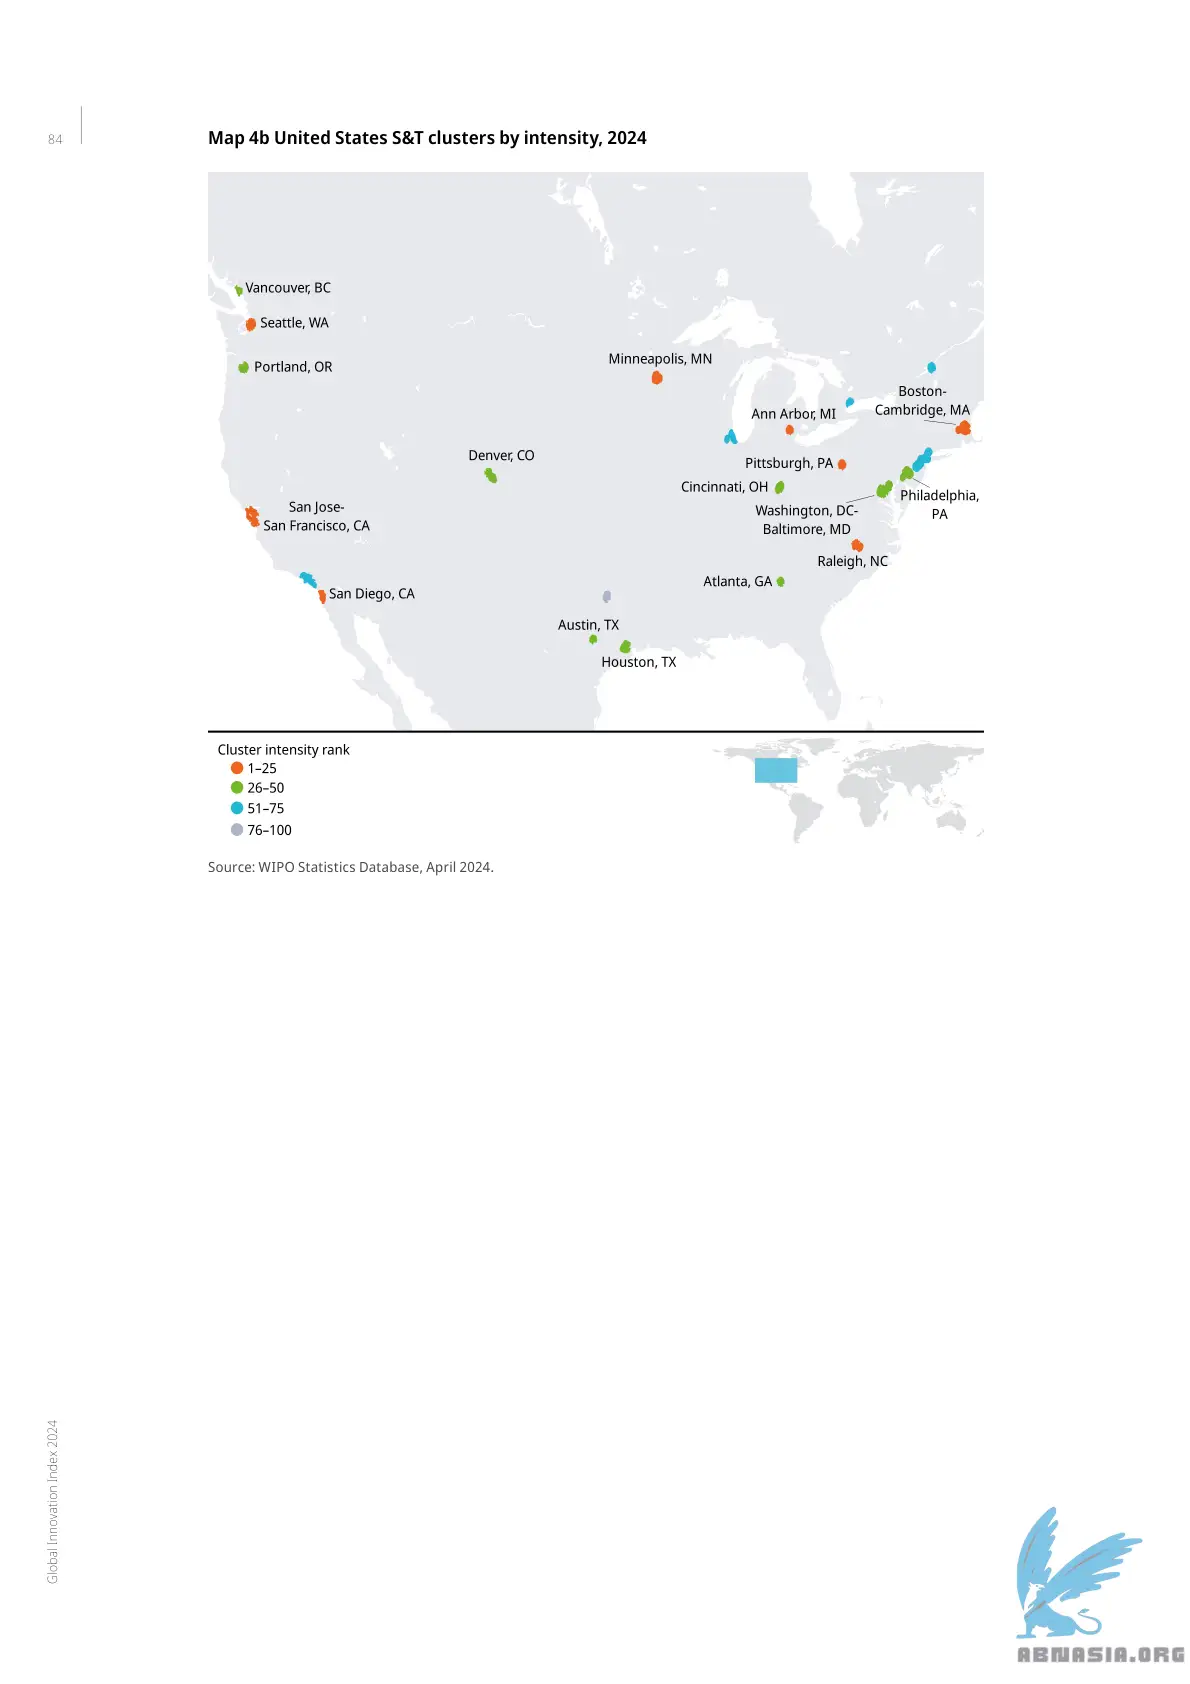 84
Map 4b United States S&T clusters by intensity, 2024
Vancouver, BC
Seattle, WA
Portland, OR
Minneapolis, MN
Boston-
Cambridge, MA
Ann Arbor, MI
Denver, CO
Pittsburgh, PA
Cincinnati, OH
Philadelphia,
PA
Washington, DC-
Baltimore, MD
San Jose-
San Francisco, CA
Raleigh, NC
Atlanta, GA
San Diego, CA
Austin, TX
Houston, TX
Cluster intensity rank
1–25
26–50
51–75
76–100
Source: WIPO Statistics Database, April 2024.
Global Innovation Index 2024
ABNASIA.ORG